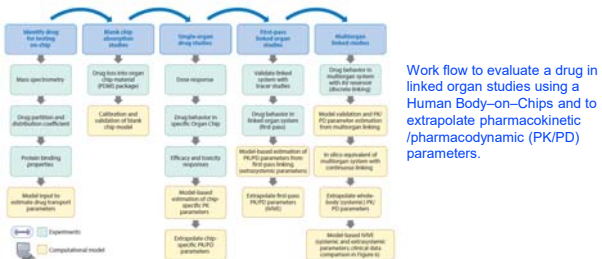 Identify drug
for testing
on-chip
Mass spectrometry
Drug partition and
distribution coefficient
Protein binding
properties
Model input to
estimate drug transport
parameters
Experiments
Computational model
Blank chip
absorption
studies
Drug loss into organ
chip material
(PDMS) package)
Calibration and
validation of blank
chip model
Single-organ
drug studies
Dose response
Drug behavior in
specific Organ Chip
Efficacy and toxicity
responses
Model-based
estimation of chip-
specific PK
parameters
Extrapolate chip-
specific PK/PD
parameters
First-pass
linked organ
studies
Validate linked
system with
tracer studies
Drug behavior in
linked organ system
(first-pass)
Model-based estimation of
PK/PD parameters from
first-pass linking
(extrasystemic parameters)
Extrapolate first-pass
PK/PD parameters
(IVIVE)
Multiorgan
linked studies
Drug behavior in
multiorgan system
with AV reservoir
(discrete linking)
Model validation and PK/
PD parameter estimation
from multiorgan linking
In silico equivalent of
multiorgan system with
continuous linking
Extrapolate whole-
body (systemic) PK/
PD parameters
Model-based IVIVE
(systemic and extrasystemic
parameters; clinical data
comparison in Figure 6)
Work flow to evaluate a drug in
linked organ studies using a
Human Body–on–Chips and to
extrapolate pharmacokinetic
/pharmacodynamic (PK/PD)
parameters.